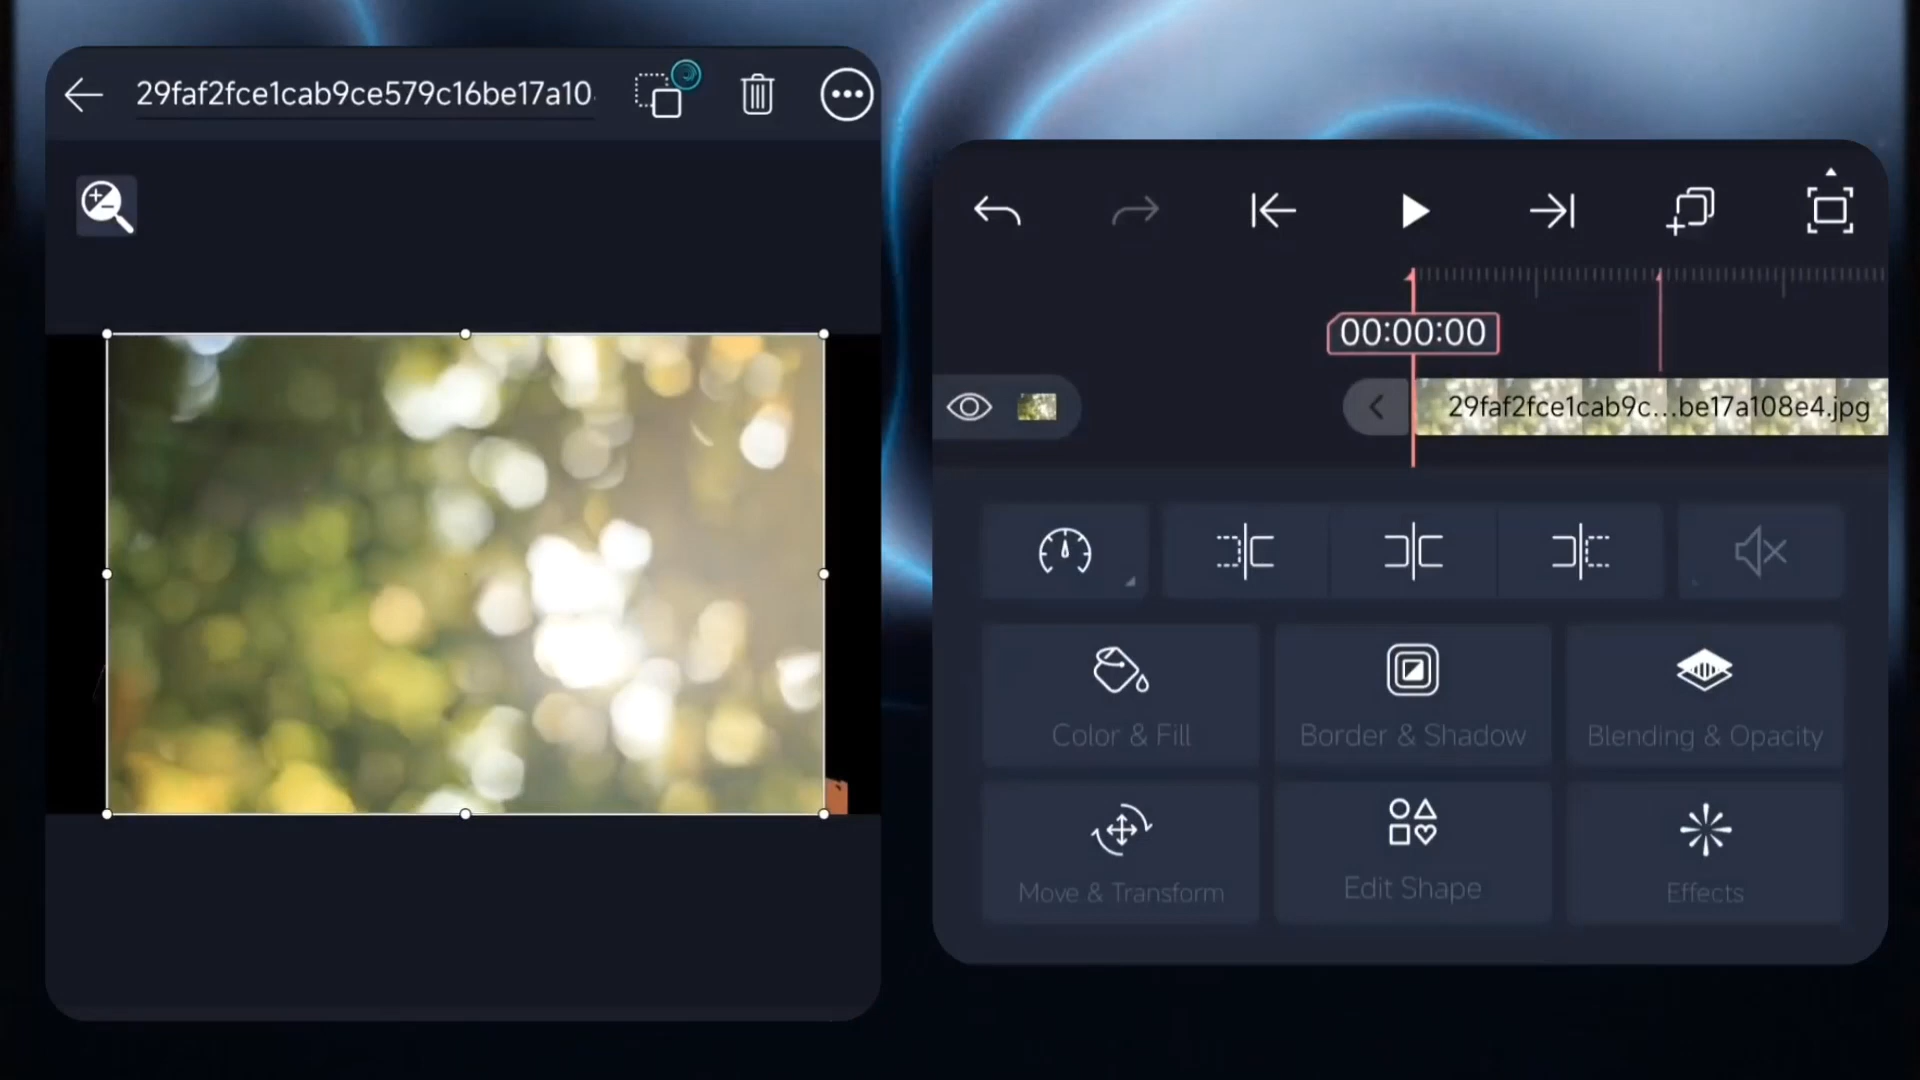 29faf2fce1cab9ce579c16be17a10
00:00:00
29faf2fce1cab9c...be17a108e4.jpg
Color & Fill
Border & Shadow
Blending & Opacity
Move & Transform
Edit Shape
Effects